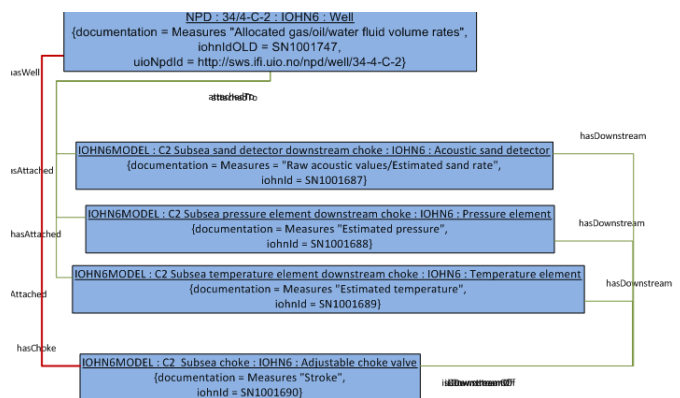 NPD : 34/4-C-2 : IOHN6 : Well
{documentation = Measures "Allocated gas/oil/water fluid volume rates",
iohnIdOLD = SN1001747,
uioNpdId = http://sws.ifi.uio.no/npd/well/34-4-C-2}
asWell
hasDownstream
IOHN6MODEL : C2 Subsea sand detector downstream choke : IOHN6 : Acoustic sand detector
{documentation = Measures = "Raw acoustic values/Estimated sand rate",
iohnId = SN1001687}
sAttached
IOHN6MODEL : C2 Subsea pressure element downstream choke : IOHN6 : Pressure element
{documentation = Measures "Estimated pressure",
iohnId = SN1001688}
hasAttached
hasDownstream
IOHN6MODEL : C2 Subsea temperature element downstream choke : IOHN6 : Temperature element
{documentation = Measures "Estimated temperature",
iohnId = SN1001689}
Attached
hasDownstream
hasChoke
IOHN6MODEL : C2 Subsea choke : IOHN6 : Adjustable choke valve
{documentation = Measures "Stroke",
iohnId = SN1001690}